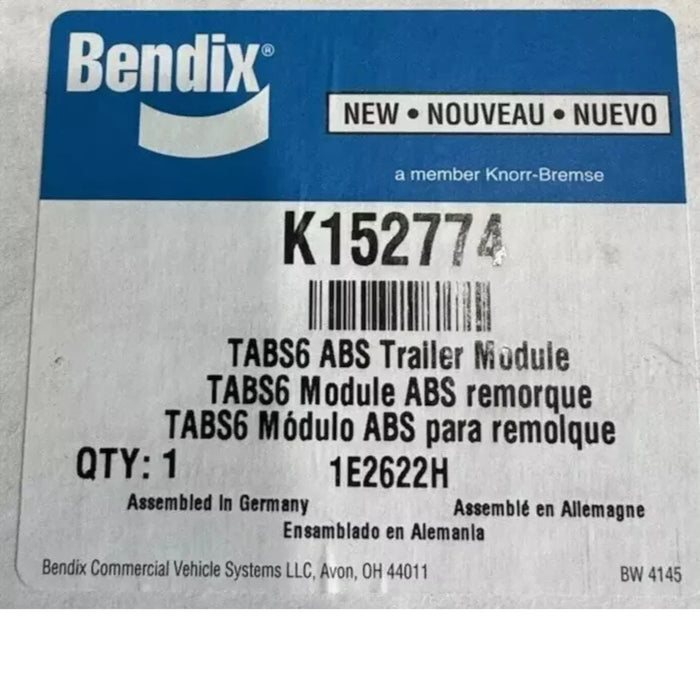 Bendix®
NEW • NOUVEAU • NUEVO
a member Knorr-Bremse
K152774
TABS6 ABS Trailer Module
TABS6 Module ABS remorque
TABS6 Módulo ABS para remolque
QTY: 1 1E2622H
Assembled In Germany Assemblé en Allemagne
Ensamblado en Alemania
Bendix Commercial Vehicle Systems LLC, Avon, OH 44011 BW 4145